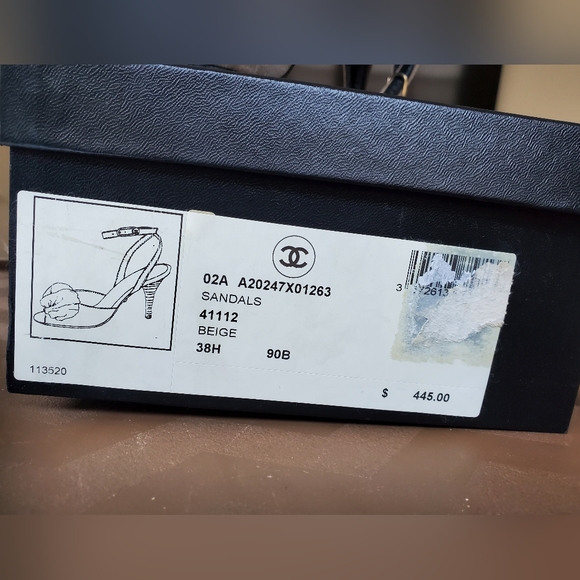 02A A20247X01263
SANDALS
41112
BEIGE
38H 90B
113520
$ 445.00